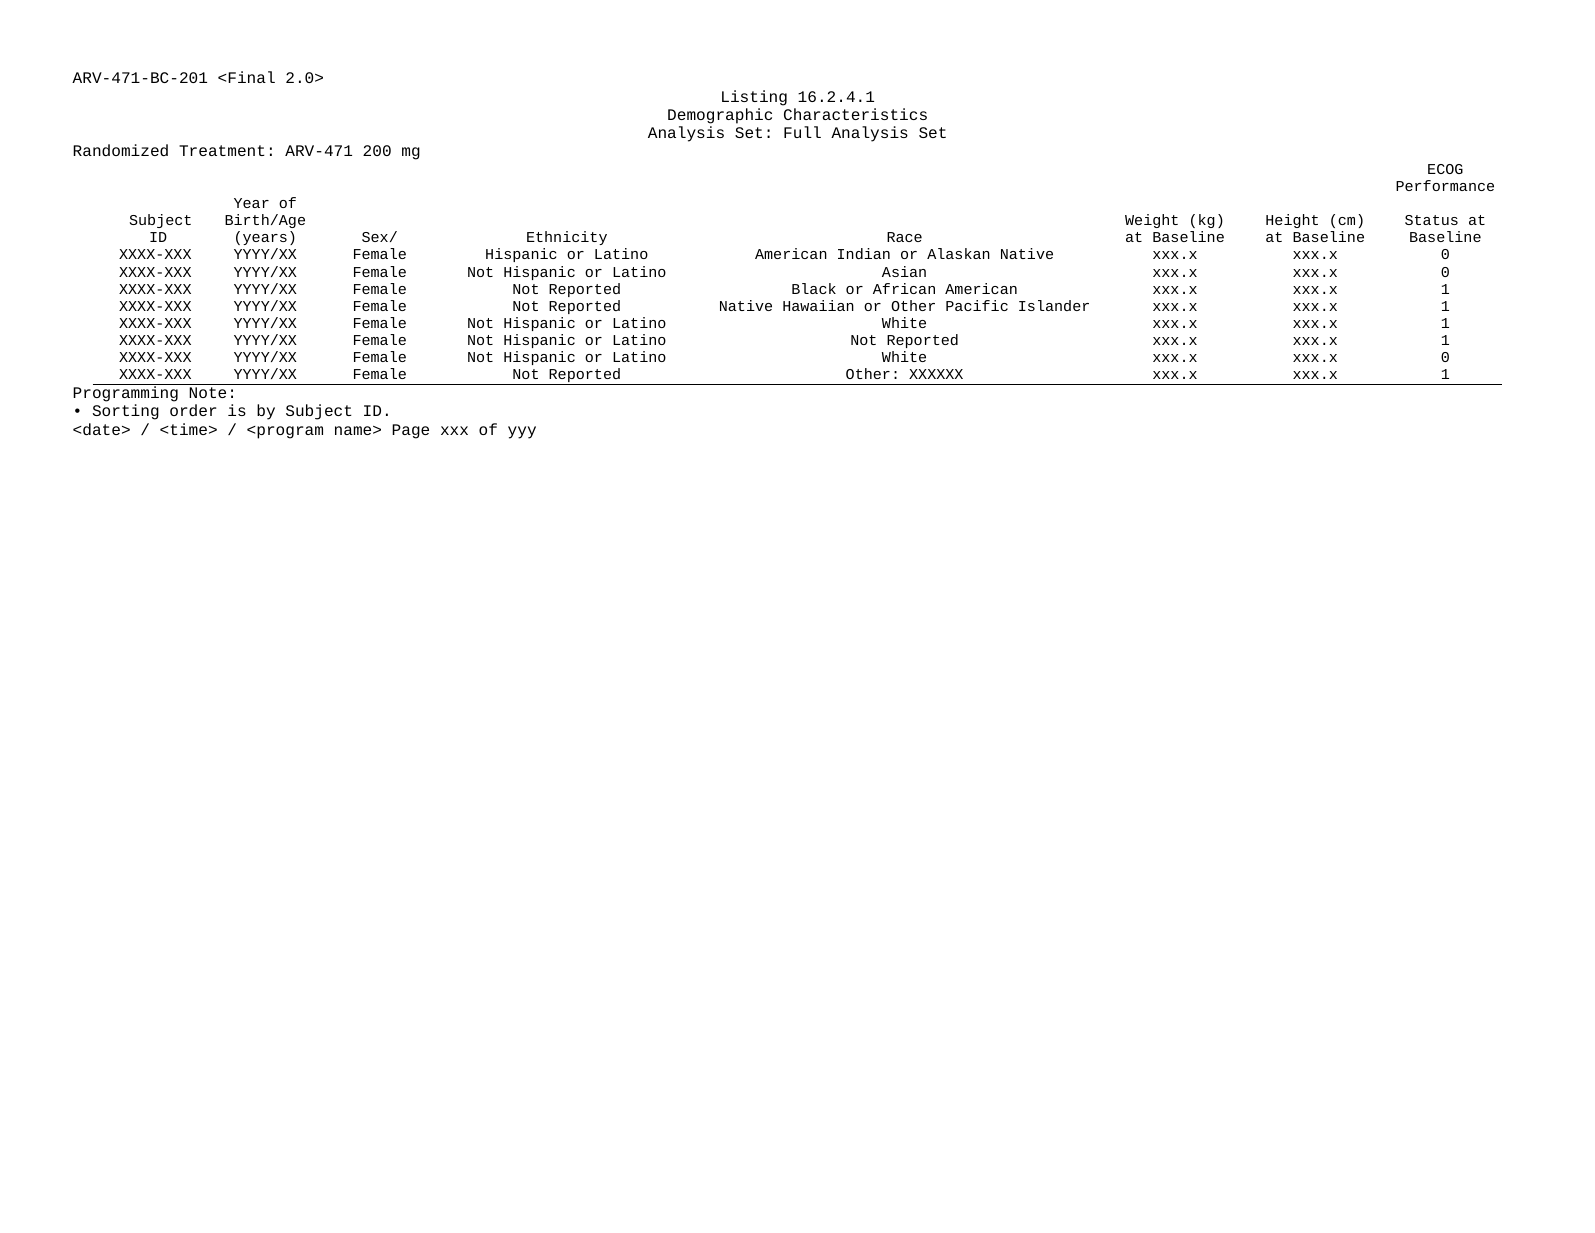 ARV-471-BC-201 <Final 2.0>
Listing 16.2.4.1
Demographic Characteristics
Analysis Set: Full Analysis Set
Randomized Treatment: ARV-471 200 mg
ECOG
Performance
Year of
Subject Birth/Age Weight (kg) Height (cm) Status at
ID (years) Sex/ Ethnicity Race at Baseline at Baseline Baseline
XXXX-XXX YYYY/XX Female Hispanic or Latino American Indian or Alaskan Native xxx.x xxx.x 0
XXXX-XXX YYYY/XX Female Not Hispanic or Latino Asian xxx.x xxx.x 0
XXXX-XXX YYYY/XX Female Not Reported Black or African American xxx.x xxx.x 1
XXXX-XXX YYYY/XX Female Not Reported Native Hawaiian or Other Pacific Islander xxx.x xxx.x 1
XXXX-XXX YYYY/XX Female Not Hispanic or Latino White xxx.x xxx.x 1
XXXX-XXX YYYY/XX Female Not Hispanic or Latino Not Reported xxx.x xxx.x 1
XXXX-XXX YYYY/XX Female Not Hispanic or Latino White xxx.x xxx.x 0
XXXX-XXX YYYY/XX Female Not Reported Other: XXXXXX xxx.x xxx.x 1
Programming Note:
• Sorting order is by Subject ID.
<date> / <time> / <program name> Page xxx of yyy